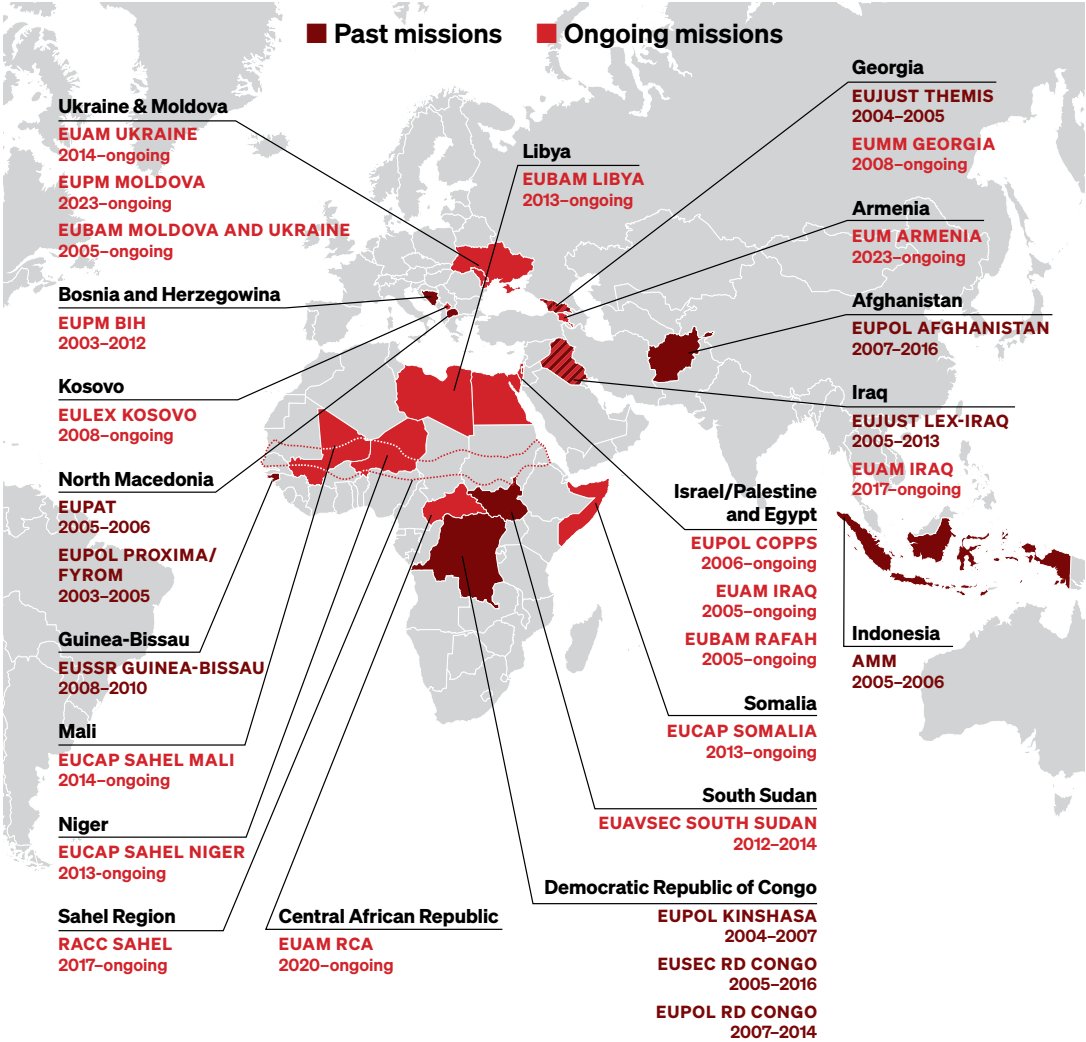 Past missions
Ongoing missions
Ukraine & Moldova
EUAM UKRAINE
2014–ongoing
EUPM MOLDOVA
2023–ongoing
EUBAM MOLDOVA AND UKRAINE
2005–ongoing
Bosnia and Herzegowina
EUPM BIH
2003–2012
Kosovo
EULEX KOSOVO
2008–ongoing
North Macedonia
EUPAT
2005–2006
EUPOL PROXIMA/
FYROM
2003–2005
Guinea-Bissau
EUSSR GUINEA-BISSAU
2008–2010
Mali
EUCAP SAHEL MALI
2014–ongoing
Niger
EUCAP SAHEL NIGER
2013-ongoing
Sahel Region
RACC SAHEL
2017–ongoing
Central African Republic
EUAM RCA
2020–ongoing
Libya
EUBAM LIBYA
2013–ongoing
Georgia
EUJUST THEMIS
2004–2005
EUMM GEORGIA
2008–ongoing
Armenia
EUM ARMENIA
2023–ongoing
Afghanistan
EUPOL AFGHANISTAN
2007–2016
Iraq
EUJUST LEX-IRAQ
2005–2013
EUAM IRAQ
2017–ongoing
Israel/Palestine
and Egypt
EUPOL COPPS
2006–ongoing
EUAM IRAQ
2005–ongoing
EUBAM RAFAH
2005–ongoing
Indonesia
AMM
2005–2006
Somalia
EUCAP SOMALIA
2013–ongoing
South Sudan
EUAVSEC SOUTH SUDAN
2012–2014
Democratic Republic of Congo
EUPOL KINSHASA
2004–2007
EUSEC RD CONGO
2005–2016
EUPOL RD CONGO
2007–2014